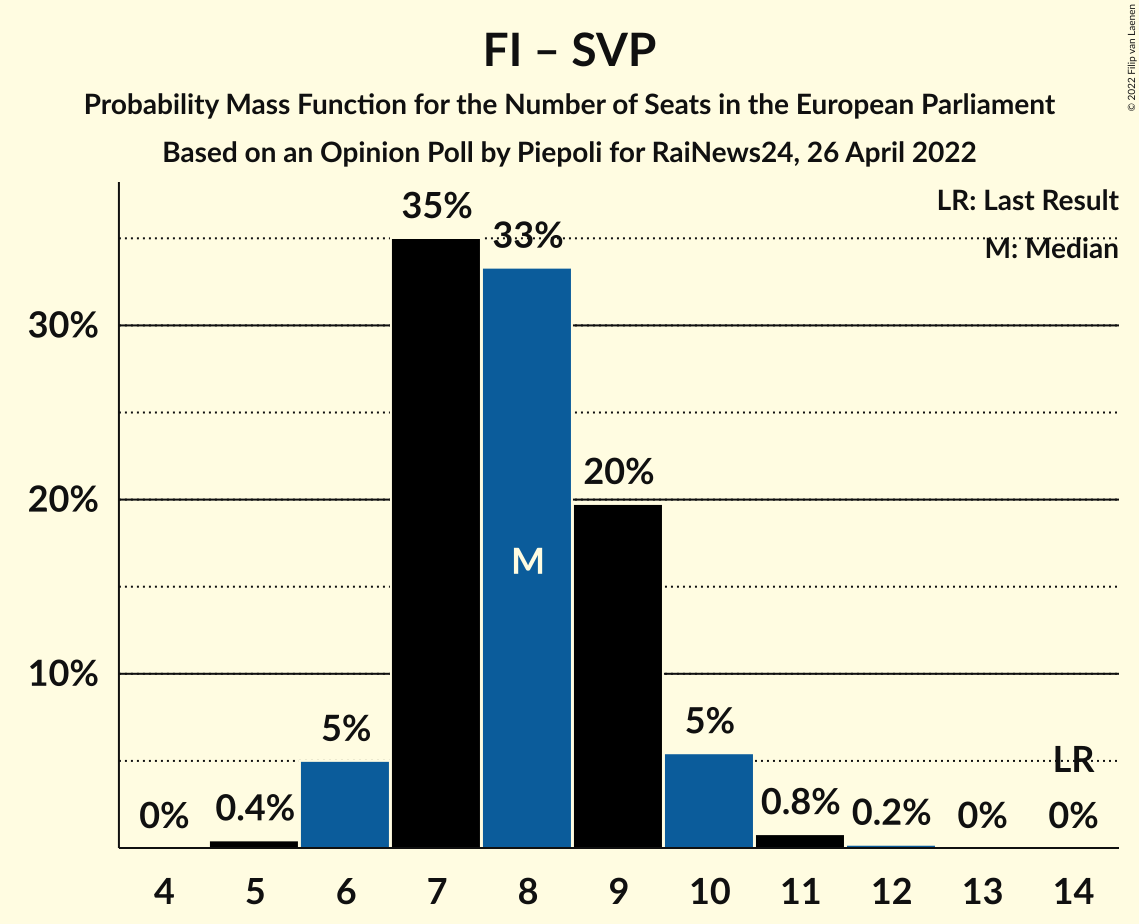 FI – SVP
Probability Mass Function for the Number of Seats in the European Parliament
Based on an Opinion Poll by Piepoli for RaiNews24, 26 April 2022
© 2022 Filip van Laenen
LR: Last Result
M: Median
35%
33%
30%
20%
20%
M
10%
5%
5%
LR
0%
0.4%
0.8%
0.2%
0%
0%
4 5 6 7 8 9 10 11 12 13 14